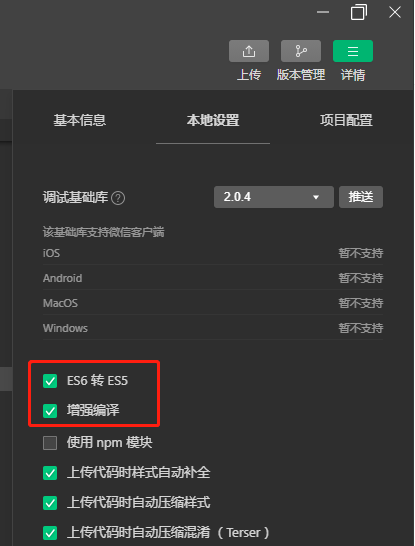 上传 版本管理 详情
基本信息 本地设置 项目配置
调试基础库 ? 2.0.4 推送
该基础库支持微信客户端
iOS 暂不支持
Android 暂不支持
MacOS 暂不支持
Windows 暂不支持
ES6 转 ES5
增强编译
使用 npm 模块
上传代码时样式自动补全
上传代码时自动压缩样式
上传代码时自动压缩混淆（Terser）